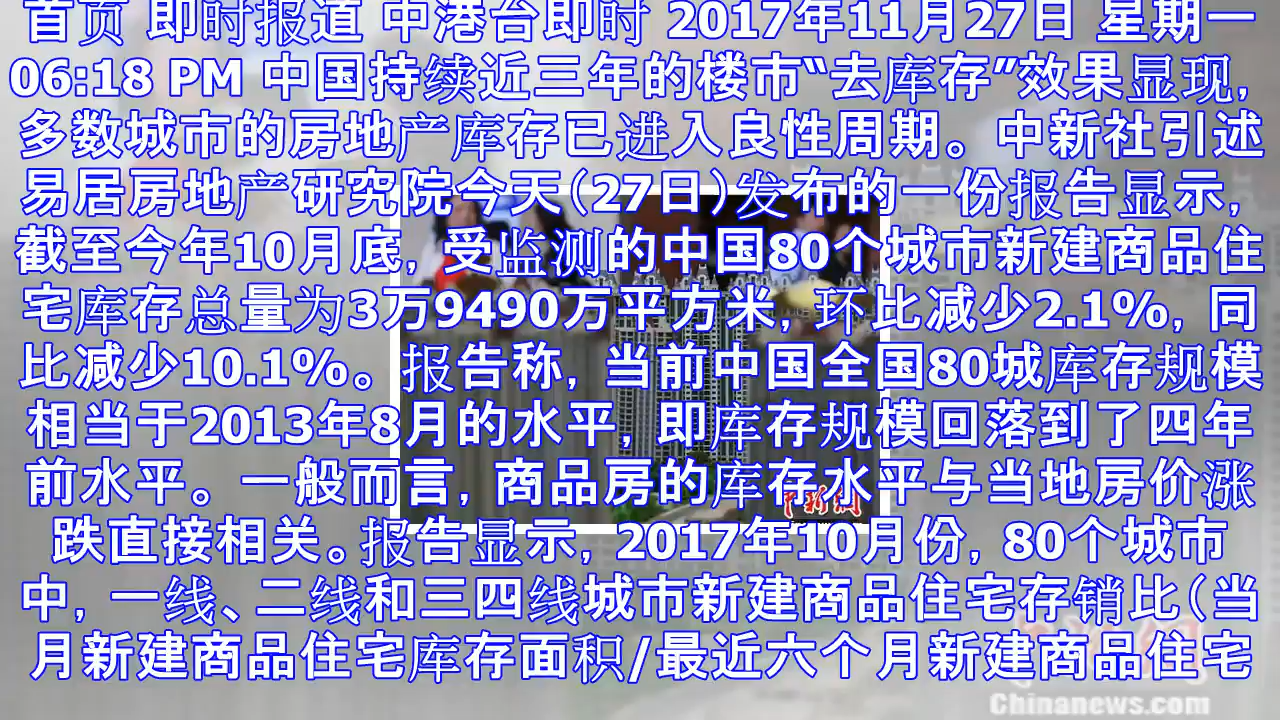 首页 即时报道 中港台即时 2017年11月27日 星期一
06:18 PM 中国持续近三年的楼市“去库存”效果显现,
多数城市的房地产库存已进入良性周期。中新社引述
易居房地产研究院今天(27日)发布的一份报告显示,
截至今年10月底, 受监测的中国80个城市新建商品住
宅库存总量为3万9490万平方米, 环比减少2.1%, 同
比减少10.1%。报告称, 当前中国全国80城库存规模
相当于2013年8月的水平, 即库存规模回落到了四年
前水平。一般而言, 商品房的库存水平与当地房价涨
跌直接相关。报告显示, 2017年10月份, 80个城市
中, 一线、二线和三四线城市新建商品住宅存销比(当
月新建商品住宅库存面积/最近六个月新建商品住宅
中新網
Chinanews.com